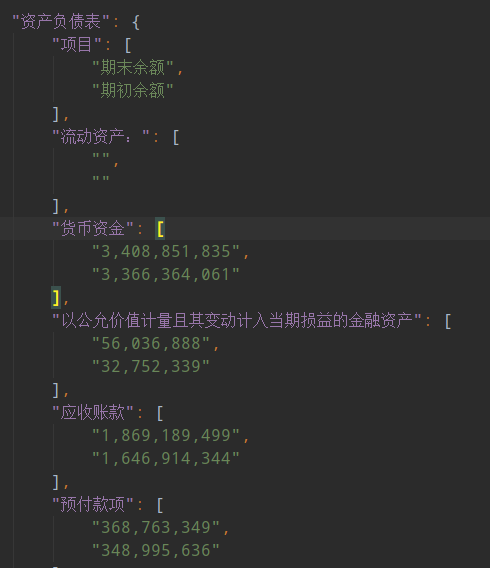 "资产负债表": {
"项目": [
"期末余额",
"期初余额"
],
"流动资产：": [
"",
""
],
"货币资金": [
"3,408,851,835",
"3,366,364,061"
],
"以公允价值计量且其变动计入当期损益的金融资产": [
"56,036,888",
"32,752,339"
],
"应收账款": [
"1,869,189,499",
"1,646,914,344"
],
"预付款项": [
"368,763,349",
"348,995,636"